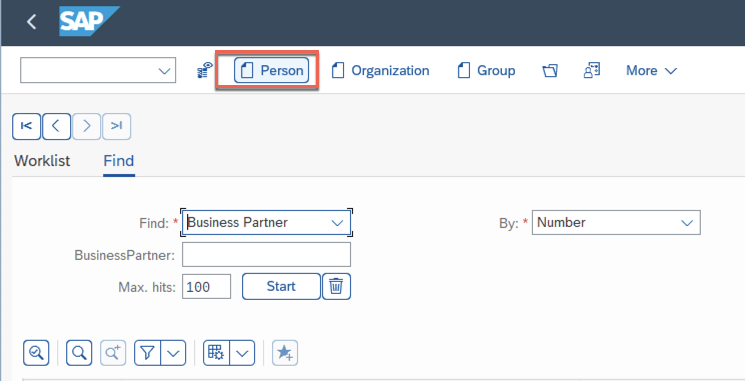 SAP
Person Organization Group More
Worklist Find
Find: * Business Partner By: * Number
BusinessPartner:
Max. hits: 100 Start